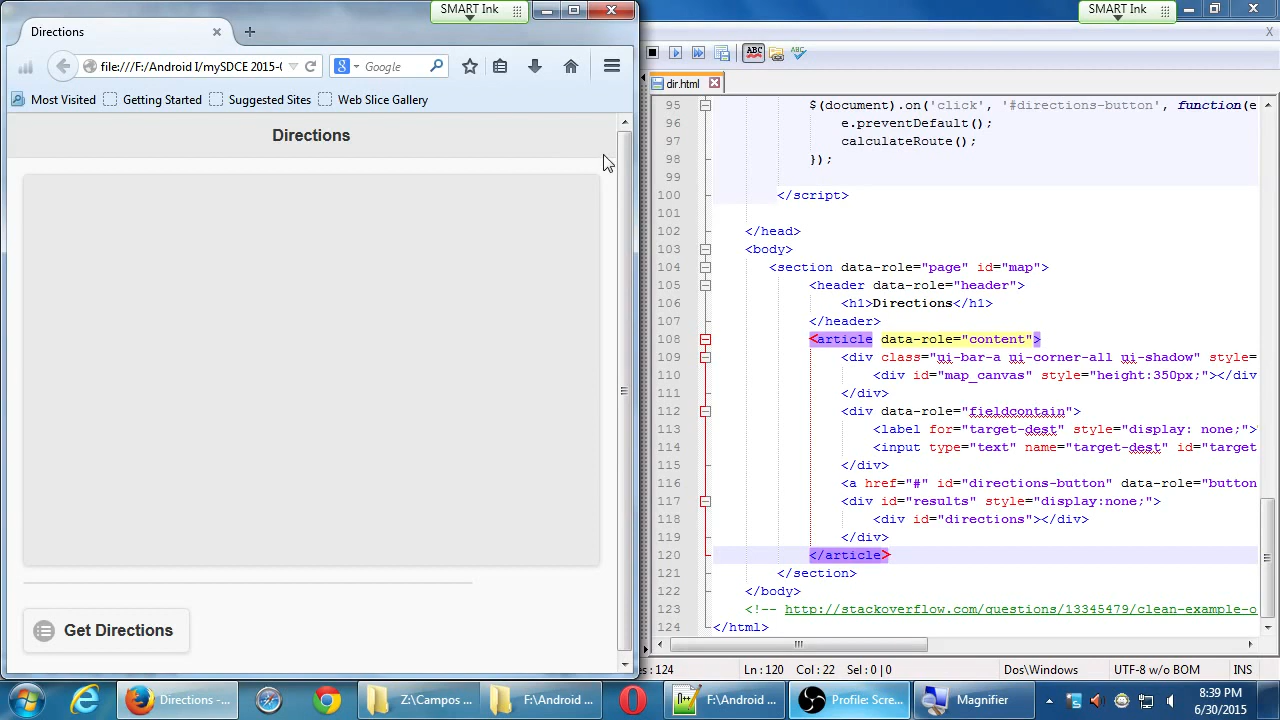 SMART Ink
SMART Ink
Directions
file:///F:/Android I/mySDCE 2015-
Google
Most Visited
Getting Started
Suggested Sites
Web Slice Gallery
Directions
Get Directions
ABC
ABC
dir.html
95 $(document).on('click', '#directions-button', function(e
96 e.preventDefault();
97 calculateRoute();
98 });
99
100 </script>
101
102 </head>
103 <body>
104 <section data-role="page" id="map">
105 <header data-role="header">
106 <h1>Directions</h1>
107 </header>
108 <article data-role="content">
109 <div class="ui-bar-a ui-corner-all ui-shadow" style=
110 <div id="map_canvas" style="height:350px;"></div
111 </div>
112 <div data-role="fieldcontain">
113 <label for="target-dest" style="display: none;">
114 <input type="text" name="target-dest" id="target
115 </div>
116 <a href="#" id="directions-button" data-role="button
117 <div id="results" style="display:none;">
118 <div id="directions"></div>
119 </div>
120 </article>
121 </section>
122 </body>
123 <!-- http://stackoverflow.com/questions/13345479/clean-example-o
124 </html>
: 124 Ln:120 Col:22 Sel:0|0 Dos\Windows UTF-8 w/o BOM INS
Directions -...
Z:\Campos ...
F:\Android ...
F:\Android ...
Profile: Scre...
Magnifier
8:39 PM
6/30/2015